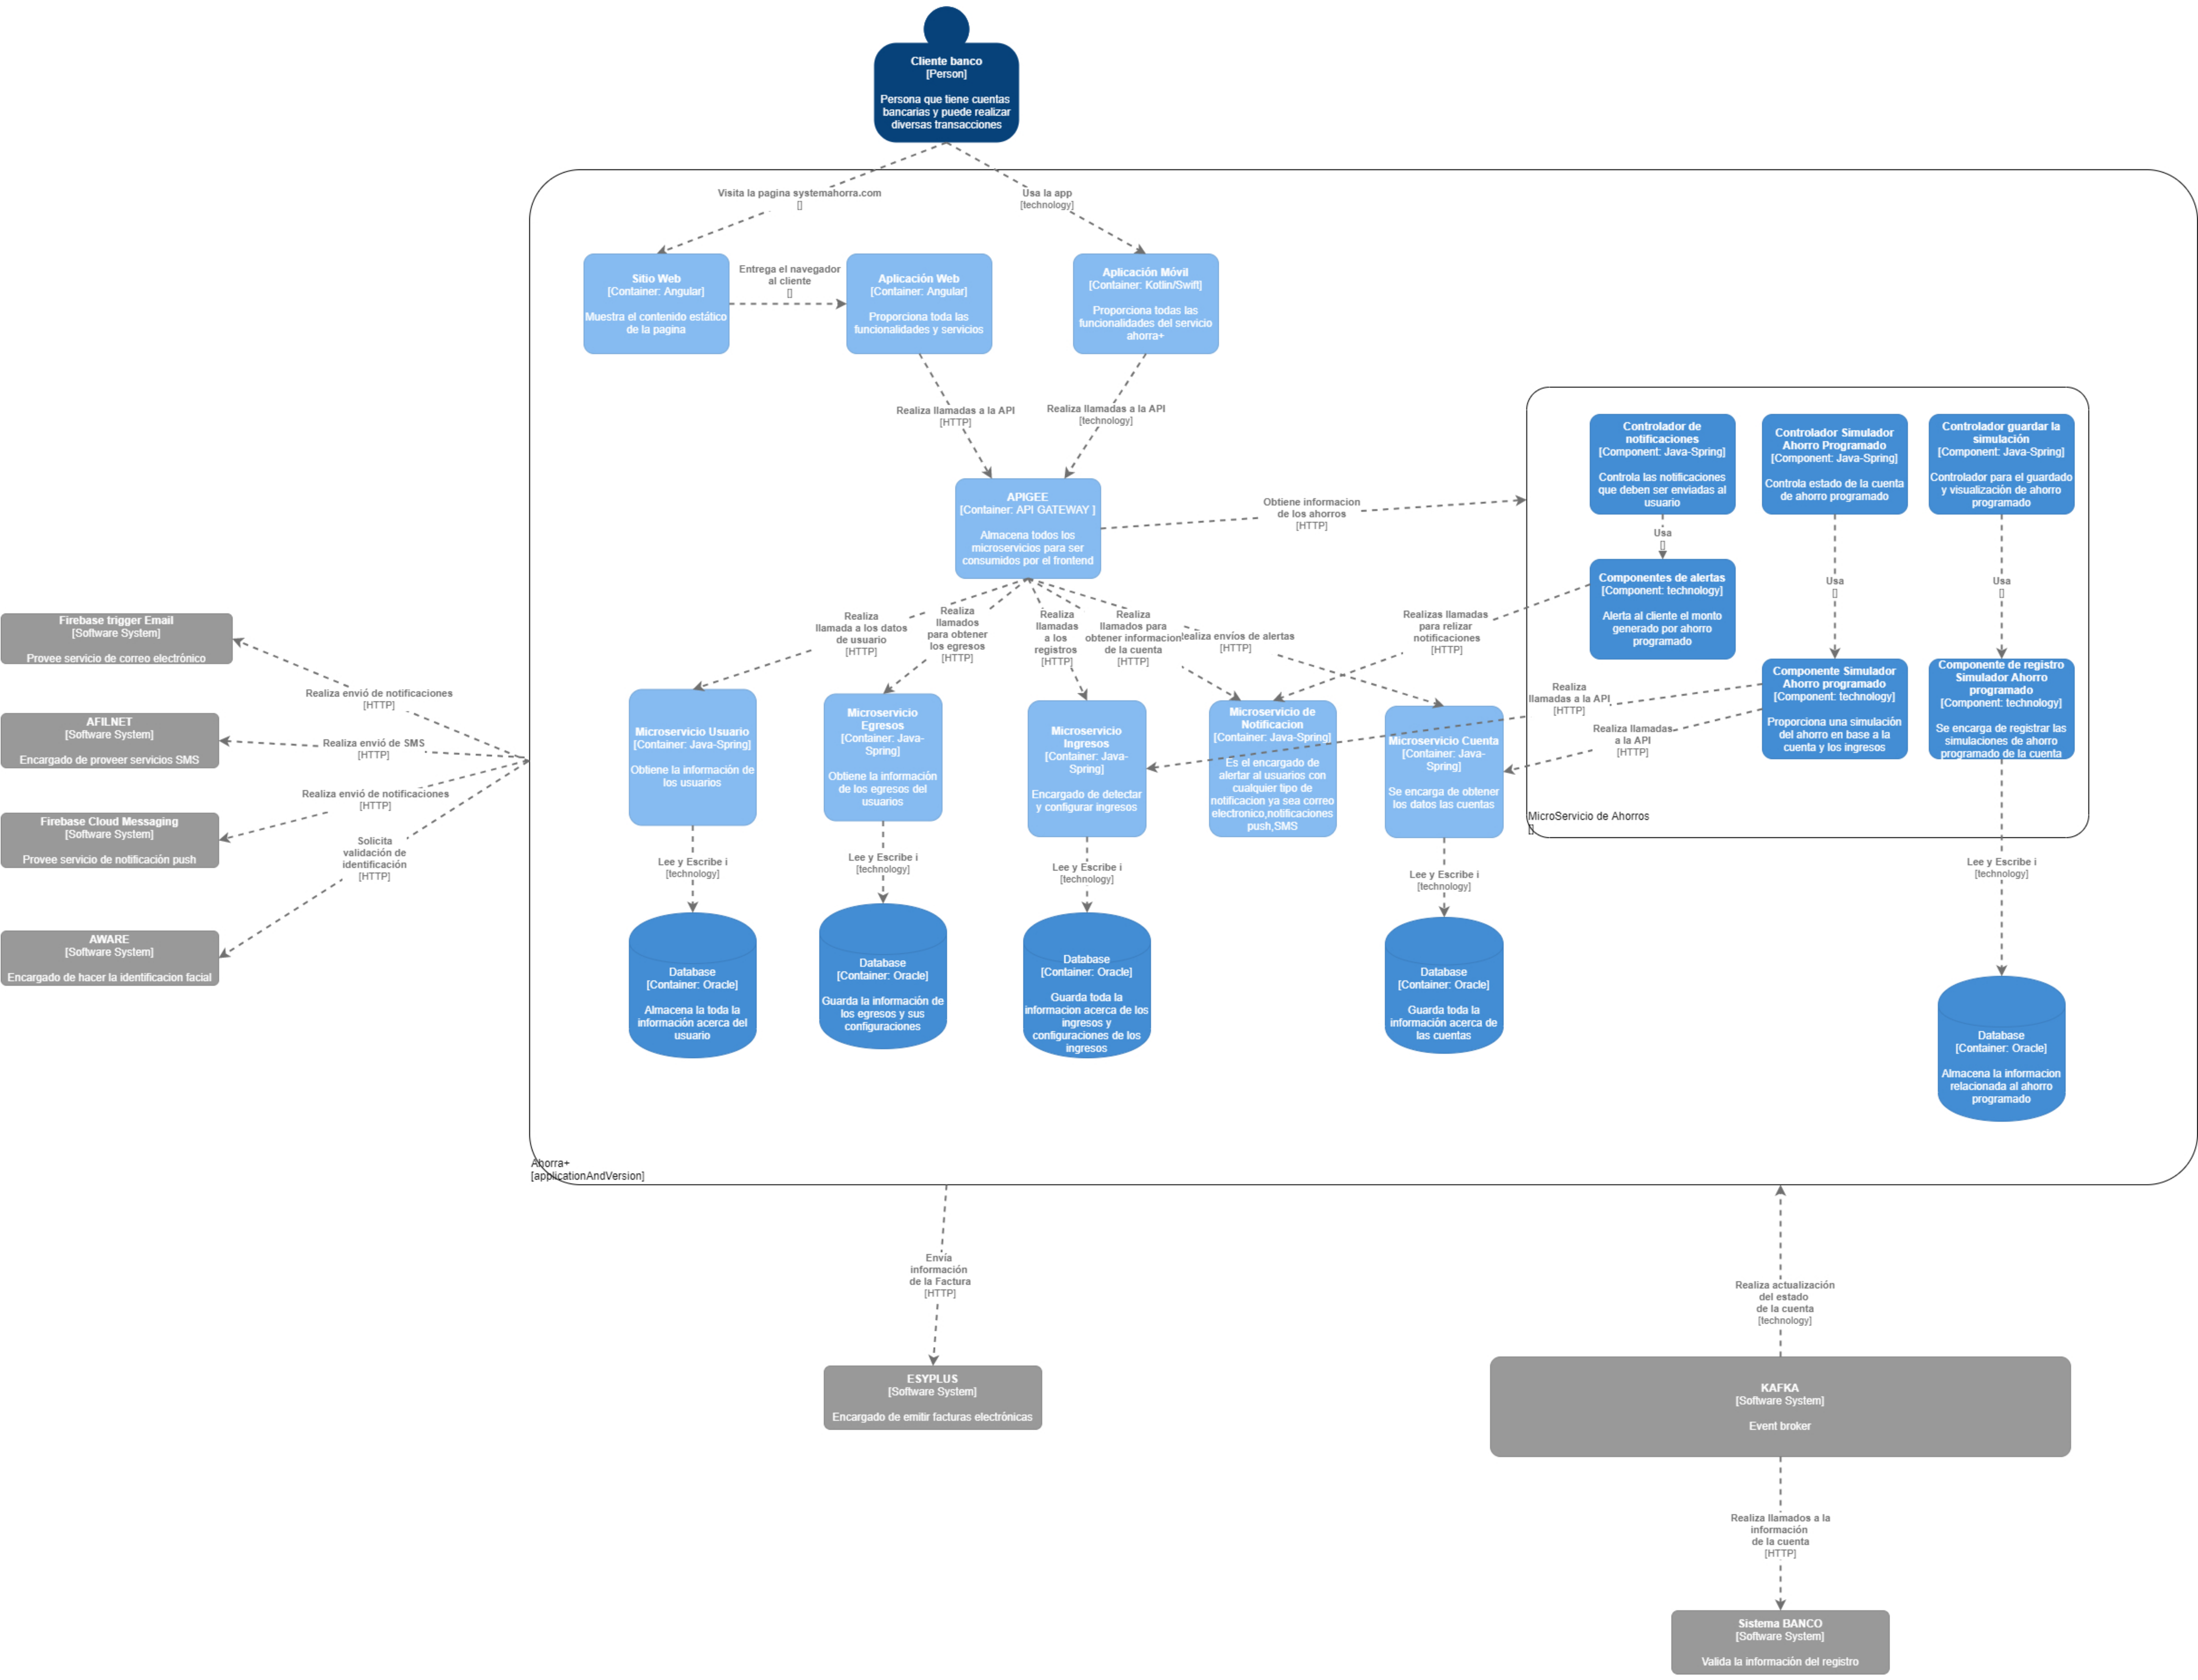 Cliente banco
[Person]
Persona que tiene cuentas
bancarias y puede realizar
diversas transacciones
Visita la pagina systemahorra.com
[]
Usa la app
[technology]
Sitio Web
[Container: Angular]
Muestra el contenido estático
de la pagina
Entrega el navegador
al cliente
[]
Aplicación Web
[Container: Angular]
Proporciona toda las
funcionalidades y servicios
Aplicación Móvil
[Container: Kotlin/Swift]
Proporciona todas las
funcionalidades del servicio
ahorra+
Realiza llamadas a la API
[HTTP]
Realiza llamadas a la API
[technology]
APIGEE
[Container: API GATEWAY ]
Almacena todos los
microservicios para ser
consumidos por el frontend
Obtiene informacion
de los ahorros
[HTTP]
Controlador de
notificaciones
[Component: Java-Spring]
Controla las notificaciones
que deben ser enviadas al
usuario
Controlador Simulador
Ahorro Programado
[Component: Java-Spring]
Controla estado de la cuenta
de ahorro programado
Controlador guardar la
simulación
[Component: Java-Spring]
Controlador para el guardado
y visualización de ahorro
programado
Usa
[]
Usa
[]
Usa
[]
Componentes de alertas
[Component: technology]
Alerta al cliente el monto
generado por ahorro
programado
Componente Simulador
Ahorro programado
[Component: technology]
Proporciona una simulación
del ahorro en base a la
cuenta y los ingresos
Componente de registro
Simulador Ahorro
programado
[Component: technology]
Se encarga de registrar las
simulaciones de ahorro
programado de la cuenta
MicroServicio de Ahorros
[]
Realiza
llamada a los datos
de usuario
[HTTP]
Realiza
llamados
para obtener
los egresos
[HTTP]
Realiza
llamadas
a los
registros
[HTTP]
Realiza
llamados para
obtener informacion
de la cuenta
[HTTP]
ealiza envíos de alertas
[HTTP]
Realizas llamadas
para relizar
notificaciones
[HTTP]
Realiza
llamadas a la API
[HTTP]
Realiza llamadas
a la API
[HTTP]
Firebase trigger Email
[Software System]
Provee servicio de correo electrónico
AFILNET
[Software System]
Encargado de proveer servicios SMS
Firebase Cloud Messaging
[Software System]
Provee servicio de notificación push
AWARE
[Software System]
Encargado de hacer la identificacion facial
Realiza envió de notificaciones
[HTTP]
Realiza envió de SMS
[HTTP]
Realiza envió de notificaciones
[HTTP]
Solicita
validación de
identificación
[HTTP]
Microservicio Usuario
[Container: Java-Spring]
Obtiene la información de
los usuarios
Microservicio
Egresos
[Container: Java-
Spring]
Obtiene la información
de los egresos del
usuarios
Microservicio
Ingresos
[Container: Java-
Spring]
Encargado de detectar
y configurar ingresos
Microservicio de
Notificacion
[Container: Java-Spring]
Es el encargado de
alertar al usuarios con
cualquier tipo de
notificacion ya sea correo
electronico,notificaciones
push,SMS
Microservicio Cuenta
[Container: Java-
Spring]
Se encarga de obtener
los datos las cuentas
Lee y Escribe i
[technology]
Lee y Escribe i
[technology]
Lee y Escribe i
[technology]
Lee y Escribe i
[technology]
Lee y Escribe i
[technology]
Database
[Container: Oracle]
Almacena la toda la
información acerca del
usuario
Database
[Container: Oracle]
Guarda la información de
los egresos y sus
configuraciones
Database
[Container: Oracle]
Guarda toda la
informacion acerca de los
ingresos y
configuraciones de los
ingresos
Database
[Container: Oracle]
Guarda toda la
información acerca de
las cuentas
Database
[Container: Oracle]
Almacena la informacion
relacionada al ahorro
programado
Ahorra+
[applicationAndVersion]
Envía
información
de la Factura
[HTTP]
ESYPLUS
[Software System]
Encargado de emitir facturas electrónicas
Realiza actualización
del estado
de la cuenta
[technology]
KAFKA
[Software System]
Event broker
Realiza llamados a la
información
de la cuenta
[HTTP]
Sistema BANCO
[Software System]
Valida la información del registro